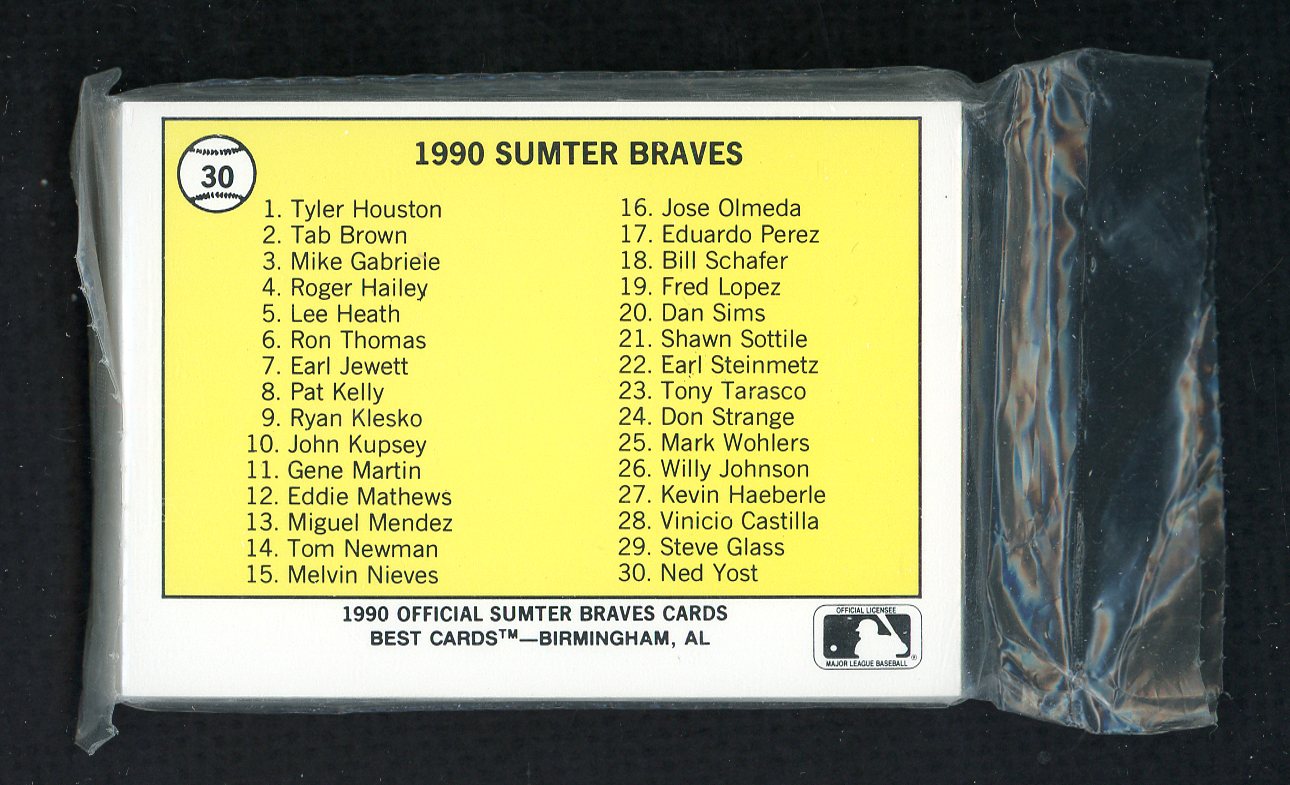 30
1990 SUMTER BRAVES
1. Tyler Houston
2. Tab Brown
3. Mike Gabriele
4. Roger Hailey
5. Lee Heath
6. Ron Thomas
7. Earl Jewett
8. Pat Kelly
9. Ryan Klesko
10. John Kupsey
11. Gene Martin
12. Eddie Mathews
13. Miguel Mendez
14. Tom Newman
15. Melvin Nieves
16. Jose Olmeda
17. Eduardo Perez
18. Bill Schafer
19. Fred Lopez
20. Dan Sims
21. Shawn Sottile
22. Earl Steinmetz
23. Tony Tarasco
24. Don Strange
25. Mark Wohlers
26. Willy Johnson
27. Kevin Haeberle
28. Vinicio Castilla
29. Steve Glass
30. Ned Yost
1990 OFFICIAL SUMTER BRAVES CARDS
BEST CARDS™—BIRMINGHAM, AL
OFFICIAL LICENSEE
MAJOR LEAGUE BASEBALL ®